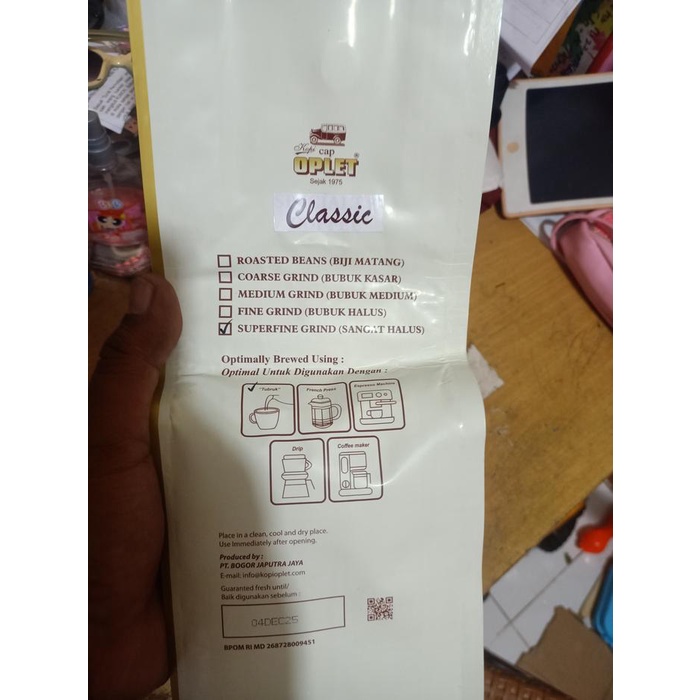 Kopi cap
OPLET®
Sejak 1975
Classic
ROASTED BEANS (BIJI MATANG)
COARSE GRIND (BUBUK KASAR)
MEDIUM GRIND (BUBUK MEDIUM)
FINE GRIND (BUBUK HALUS)
SUPERFINE GRIND (SANGAT HALUS)
Optimally Brewed Using :
Optimal Untuk Digunakan Dengan :
"Tubruk"
French Press
Espresso Machine
Drip
Coffee maker
Place in a clean, cool and dry place.
Use Immediately after opening.
Produced by :
PT. BOGOR JAPUTRA JAYA
E-mail: info@kopioplet.com
Guaranted fresh until/
Baik digunakan sebelum :
04DEC25
BPOM RI MD 268728009451